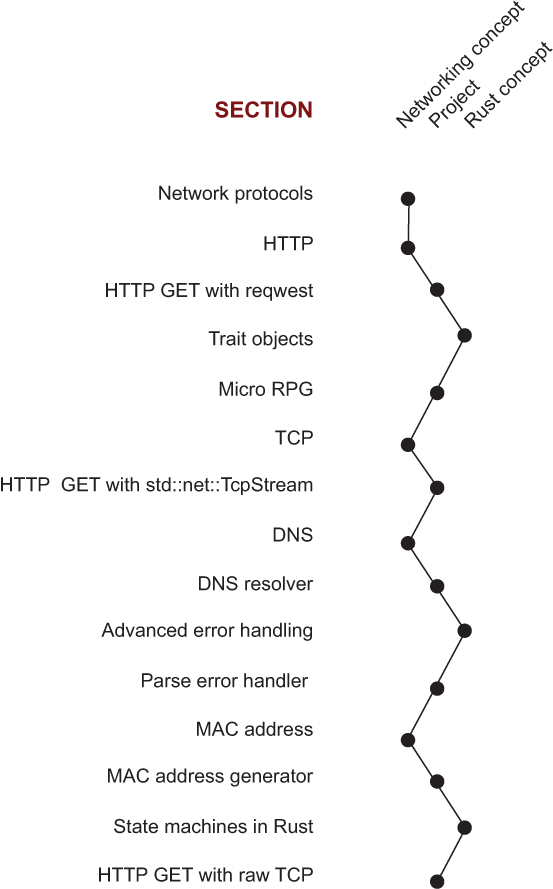 Networking concept
Project
Rust concept
SECTION
Network protocols
HTTP
HTTP GET with reqwest
Trait objects
Micro RPG
TCP
HTTP  GET with std::net::TcpStream
DNS
DNS resolver
Advanced error handling
Parse error handler
MAC address
MAC address generator
State machines in Rust
HTTP GET with raw TCP